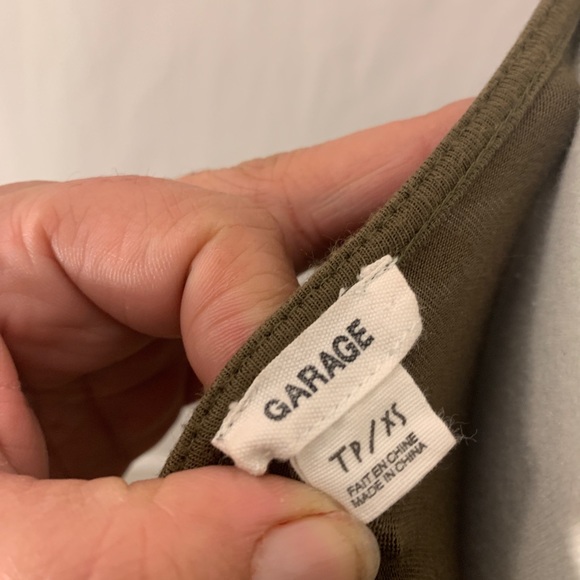 GARAGE
TP/XS
FAIT EN CHINE
MADE IN CHINA